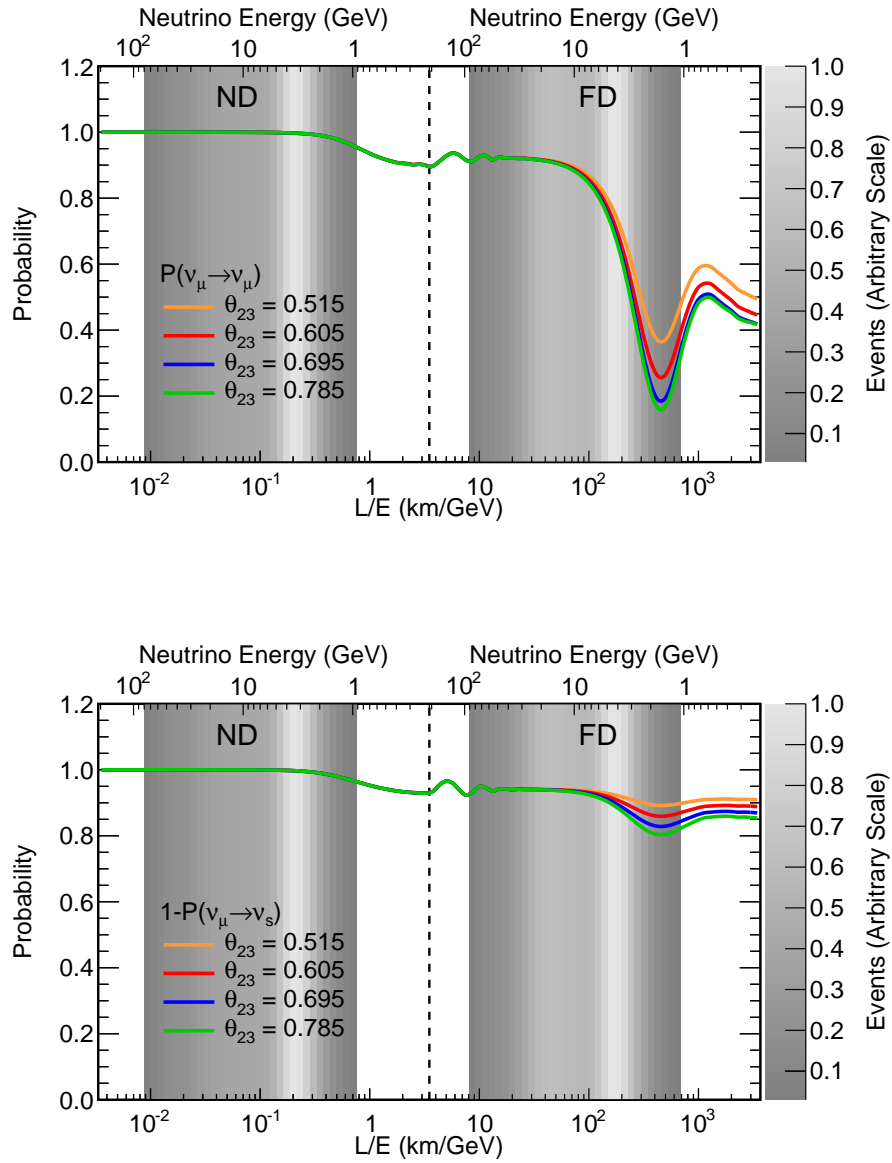 Neutrino Energy (GeV) Neutrino Energy (GeV)
10² 10 1 10² 10 1
ND FD
Probability
1.2
1.0
0.8
0.6
0.4
0.2
0.0
P(νμ→νμ)
θ23 = 0.515
θ23 = 0.605
θ23 = 0.695
θ23 = 0.785
10⁻² 10⁻¹ 1 10 10² 10³
L/E (km/GeV)
1.0
0.9
0.8
0.7
0.6
0.5
0.4
0.3
0.2
0.1
Events (Arbitrary Scale)
Neutrino Energy (GeV) Neutrino Energy (GeV)
10² 10 1 10² 10 1
ND FD
Probability
1.2
1.0
0.8
0.6
0.4
0.2
0.0
1-P(νμ→νs)
θ23 = 0.515
θ23 = 0.605
θ23 = 0.695
θ23 = 0.785
10⁻² 10⁻¹ 1 10 10² 10³
L/E (km/GeV)
1.0
0.9
0.8
0.7
0.6
0.5
0.4
0.3
0.2
0.1
Events (Arbitrary Scale)